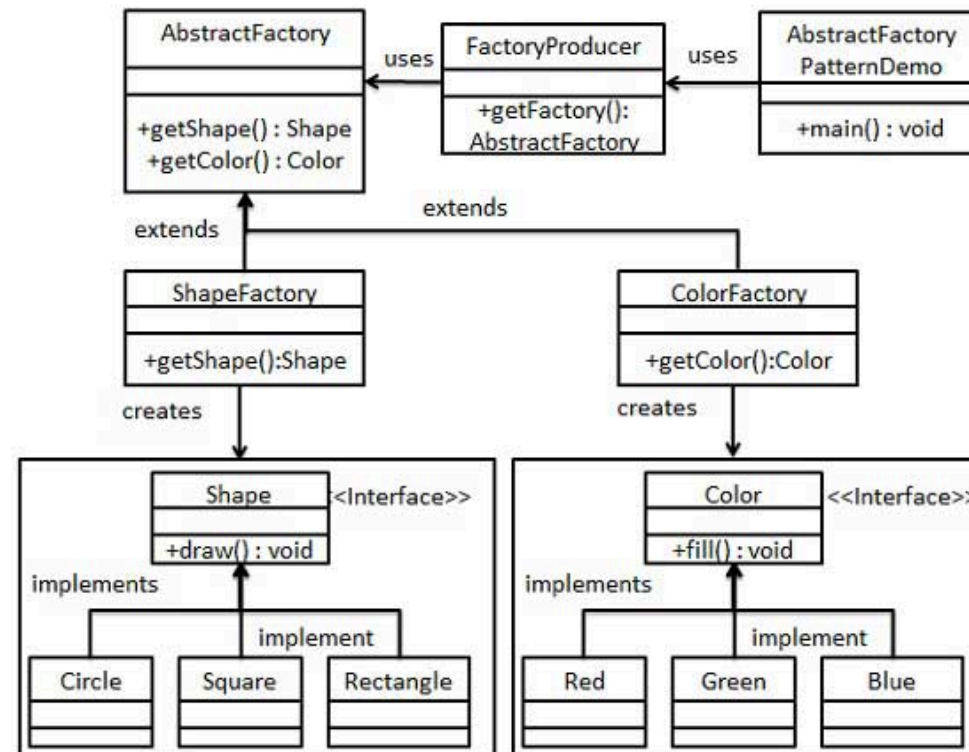 AbstractFactory
+getShape() : Shape
+getColor() : Color
uses
FactoryProducer
+getFactory():
AbstractFactory
uses
AbstractFactory
PatternDemo
+main() : void
extends
extends
ShapeFactory
+getShape():Shape
ColorFactory
+getColor():Color
creates
creates
Shape
<<Interface>>
+draw() : void
implements
implement
Circle
Square
Rectangle
Color
<<Interface>>
+fill() : void
implements
implement
Red
Green
Blue